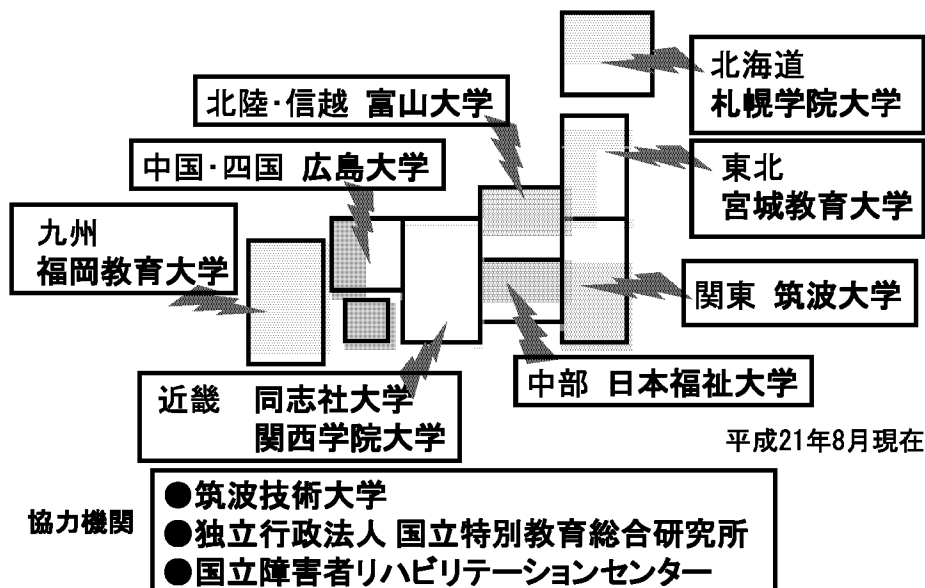 北海道
札幌学院大学
北陸・信越 富山大学
中国・四国 広島大学
東北
宮城教育大学
九州
福岡教育大学
関東 筑波大学
中部 日本福祉大学
近畿 同志社大学
関西学院大学
平成21年8月現在
協力機関
●筑波技術大学
●独立行政法人 国立特別教育総合研究所
●国立障害者リハビリテーションセンター